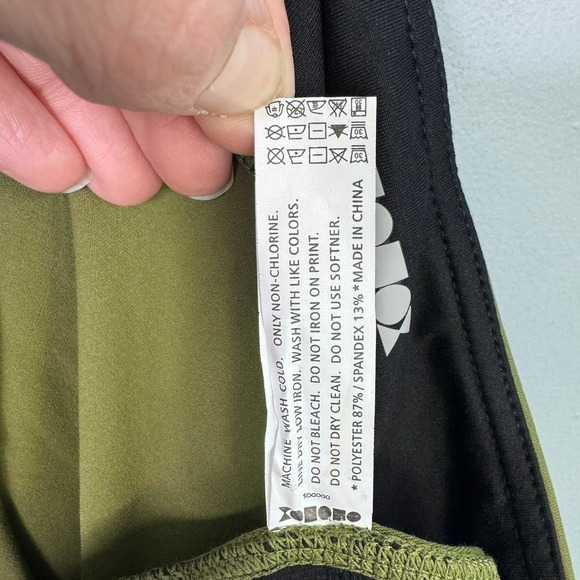 MACHINE WASH COLD. ONLY NON-CHLORINE.
LINE DRY LOW IRON. WASH WITH LIKE COLORS.
DO NOT BLEACH. DO NOT IRON ON PRINT.
DO NOT DRY CLEAN. DO NOT USE SOFTNER.
* POLYESTER 87% / SPANDEX 13% * MADE IN CHINA